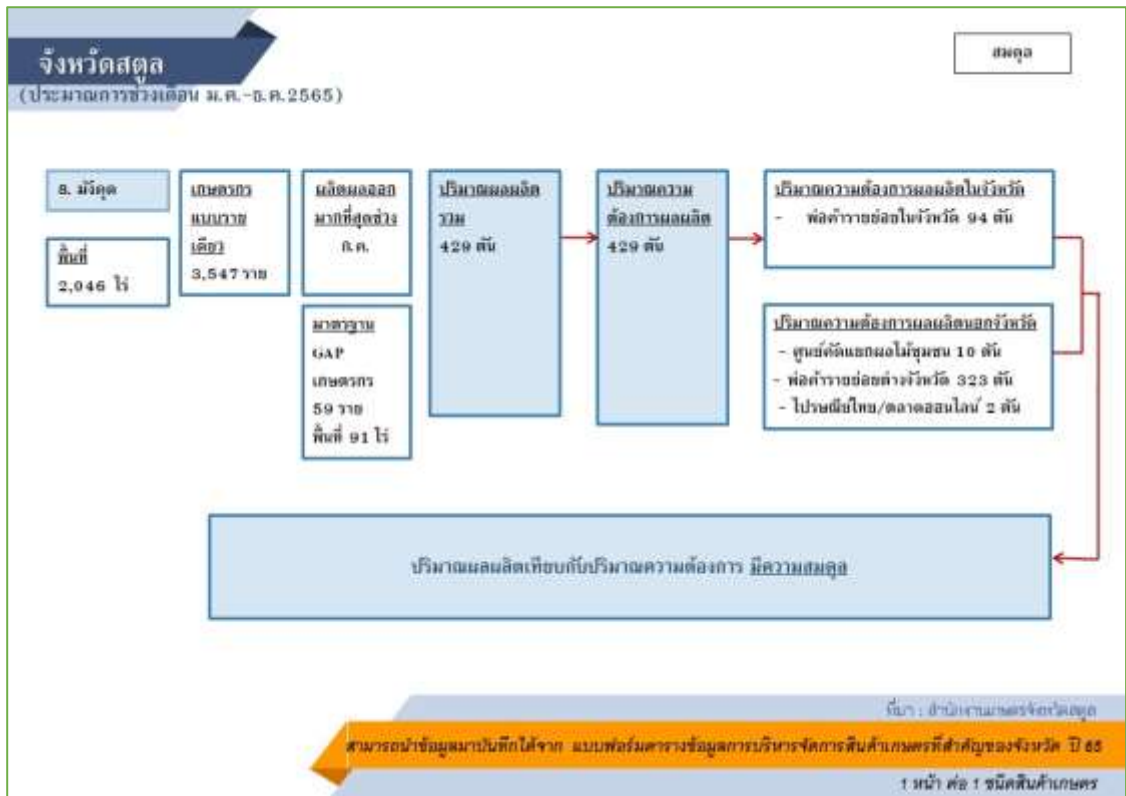 จังหวัดสตูล
(ประมาณการช่วงเดือน ม.ค.-ธ.ค.2565)
สมดุล
8. มังคุด
พื้นที่
2,046 ไร่
เกษตรกร
แบบราย
เดียว
3,547 ราย
ผลิตผลออก
มากที่สุดช่วง
ก.ค.
มาตรฐาน
GAP
เกษตรกร
59 ราย
พื้นที่ 91 ไร่
ปริมาณผลผลิต
รวม
429 ตัน
ปริมาณความ
ต้องการผลผลิต
429 ตัน
ปริมาณความต้องการผลผลิตในจังหวัด
- พ่อค้ารายย่อยในจังหวัด 94 ตัน
ปริมาณความต้องการผลผลิตนอกจังหวัด
- ศูนย์คัดแยกผลไม้ชุมชน 10 ตัน
- พ่อค้ารายย่อยต่างจังหวัด 323 ตัน
- ไปรษณีย์ไทย/ตลาดออนไลน์ 2 ตัน
ปริมาณผลผลิตเทียบกับปริมาณความต้องการ มีความสมดุล
ที่มา : สำนักงานเกษตรจังหวัดสตูล
สามารถนำข้อมูลมาบันทึกได้จาก แบบฟอร์มตารางข้อมูลการบริหารจัดการสินค้าเกษตรที่สำคัญของจังหวัด ปี 65
1 หน้า ต่อ 1 ชนิดสินค้าเกษตร